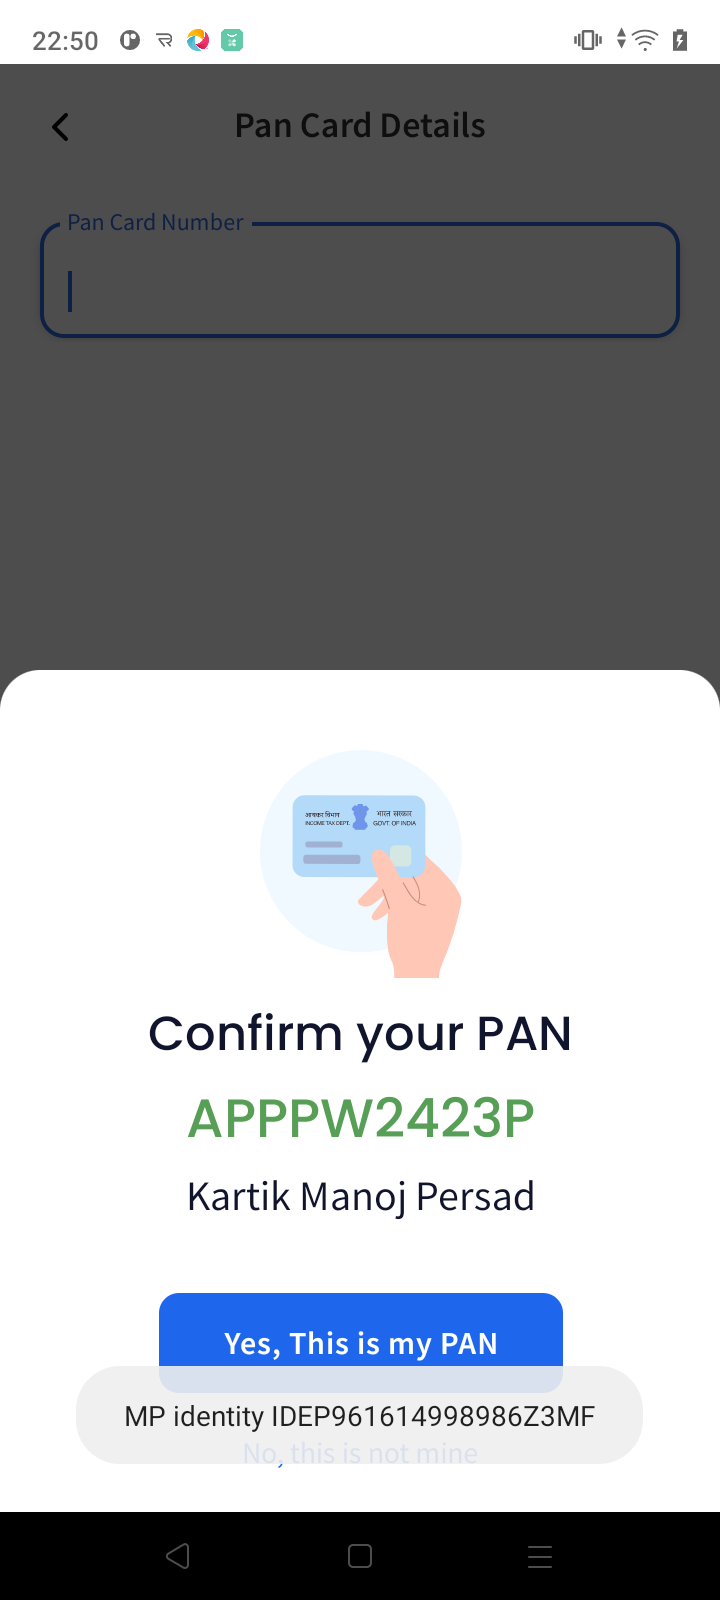 22:50
Pan Card Details
Pan Card Number
आयकर विभाग
INCOME TAX DEPT.
भारत सरकार
GOVT. OF INDIA
Confirm your PAN
APPPW2423P
Kartik Manoj Persad
Yes, This is my PAN
MP identity IDEP961614998986Z3MF
No, this is not mine